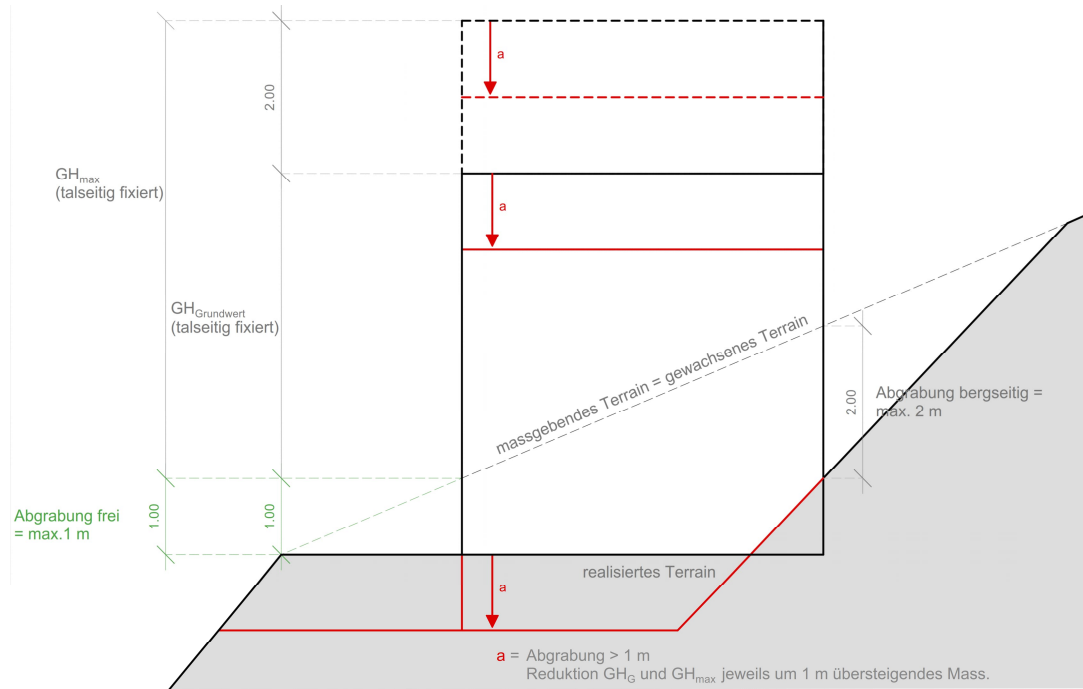 a
2.00
GHmax
(talseitig fixiert)
a
GHGrundwert
(talseitig fixiert)
massgebendes Terrain = gewachsenes Terrain
2.00
Abgrabung bergseitig =
max. 2 m
Abgrabung frei
= max.1 m
1.00
1.00
realisiertes Terrain
a
a = Abgrabung > 1 m
Reduktion GHG und GHmax jeweils um 1 m übersteigendes Mass.